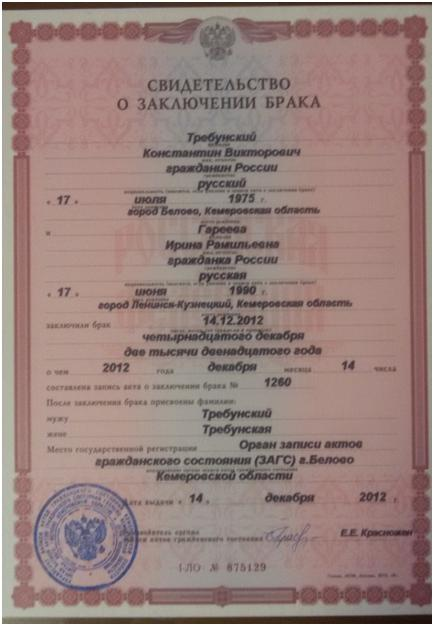 СВИДЕТЕЛЬСТВО
О ЗАКЛЮЧЕНИИ БРАКА
Требунский
Константин Викторович
гражданин России
русский
« 17 » июля 1975 г.
город Белово, Кемеровская область
и Гареева
Ирина Рамильевна
гражданка России
русская
« 17 » июня 1990 г.
город Ленинск-Кузнецкий, Кемеровская область
заключили брак 14.12.2012
четырнадцатого декабря
две тысячи двенадцатого года
о чем 2012 года декабря месяца 14 числа
составлена запись акта о заключении брака № 1260
После заключения брака присвоены фамилии:
мужу Требунский
жене Требунская
Место государственной регистрации Орган записи актов
гражданского состояния (ЗАГС) г.Белово
Кемеровской области
Дата выдачи « 14 » декабря 2012 г.
Руководитель органа
записи актов гражданского состояния Е.Е. Красножен
I-ЛО № 875129